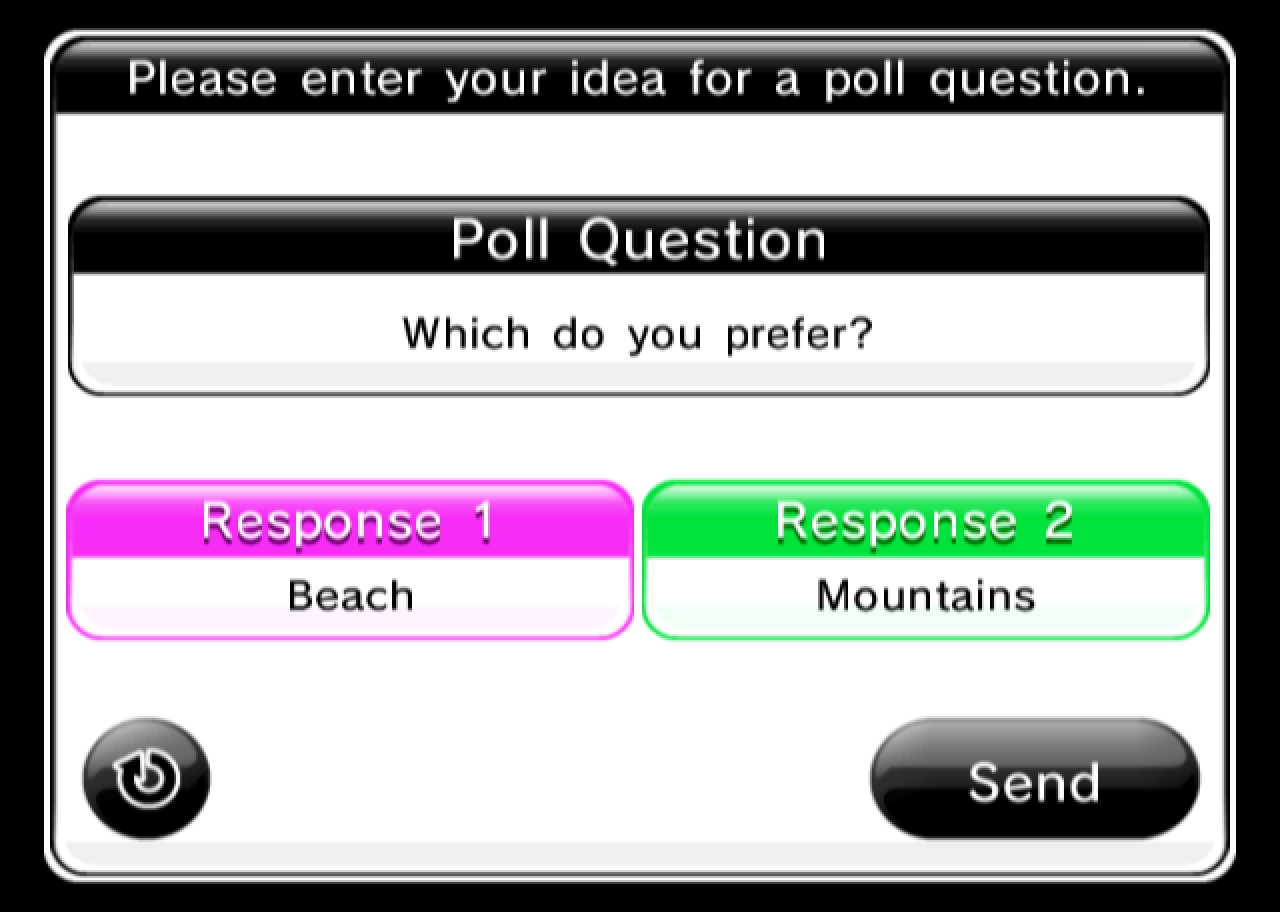 Please enter your idea for a poll question.
Poll Question
Which do you prefer?
Response 1
Response 2
Beach
Mountains
Send